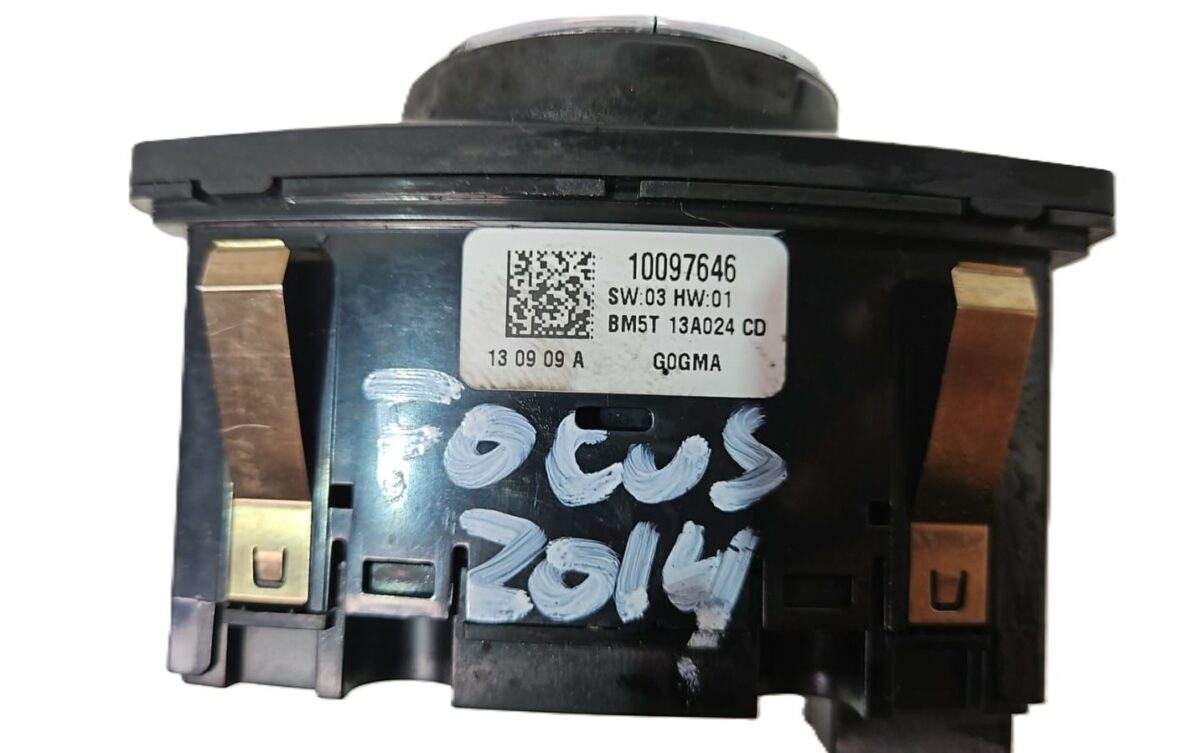 10097646
SW:03 HW:01
BM5T 13A024 CD
13 09 09 A G0GMA
FOCUS
2014